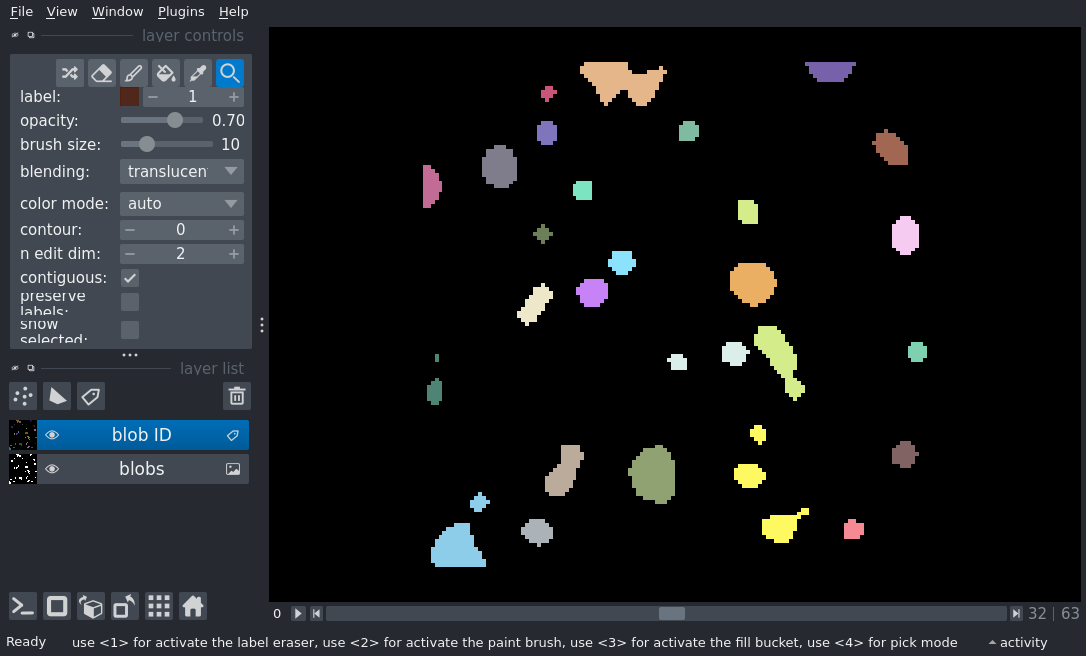 File View Window Plugins Help
layer controls
label: 1
opacity: 0.70
brush size: 10
blending: translucen
color mode: auto
contour: 0
n edit dim: 2
contiguous:
preserve
labels:
show
selected:
layer list
blob ID
blobs
0 32 63
Ready use <1> for activate the label eraser, use <2> for activate the paint brush, use <3> for activate the fill bucket, use <4> for pick mode activity